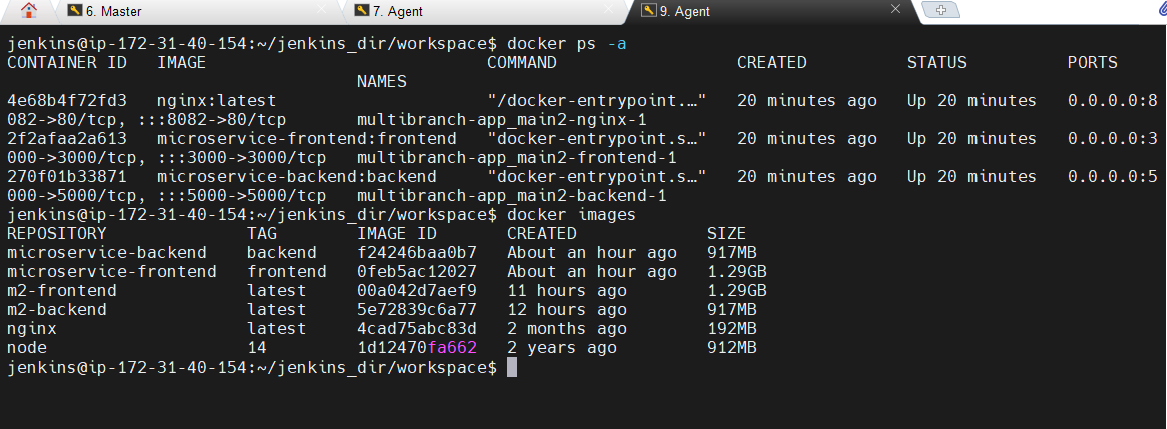 6. Master 7. Agent 9. Agent
jenkins@ip-172-31-40-154:~/jenkins_dir/workspace$ docker ps -a
CONTAINER ID IMAGE COMMAND CREATED STATUS PORTS
NAMES
4e68b4f72fd3 nginx:latest "/docker-entrypoint.…" 20 minutes ago Up 20 minutes 0.0.0.0:8
082->80/tcp, :::8082->80/tcp multibranch-app_main2-nginx-1
2f2afaa2a613 microservice-frontend:frontend "docker-entrypoint.s…" 20 minutes ago Up 20 minutes 0.0.0.0:3
000->3000/tcp, :::3000->3000/tcp multibranch-app_main2-frontend-1
270f01b33871 microservice-backend:backend "docker-entrypoint.s…" 20 minutes ago Up 20 minutes 0.0.0.0:5
000->5000/tcp, :::5000->5000/tcp multibranch-app_main2-backend-1
jenkins@ip-172-31-40-154:~/jenkins_dir/workspace$ docker images
REPOSITORY TAG IMAGE ID CREATED SIZE
microservice-backend backend f24246baa0b7 About an hour ago 917MB
microservice-frontend frontend 0feb5ac12027 About an hour ago 1.29GB
m2-frontend latest 00a042d7aef9 11 hours ago 1.29GB
m2-backend latest 5e72839c6a77 12 hours ago 917MB
nginx latest 4cad75abc83d 2 months ago 192MB
node 14 1d12470fa662 2 years ago 912MB
jenkins@ip-172-31-40-154:~/jenkins_dir/workspace$